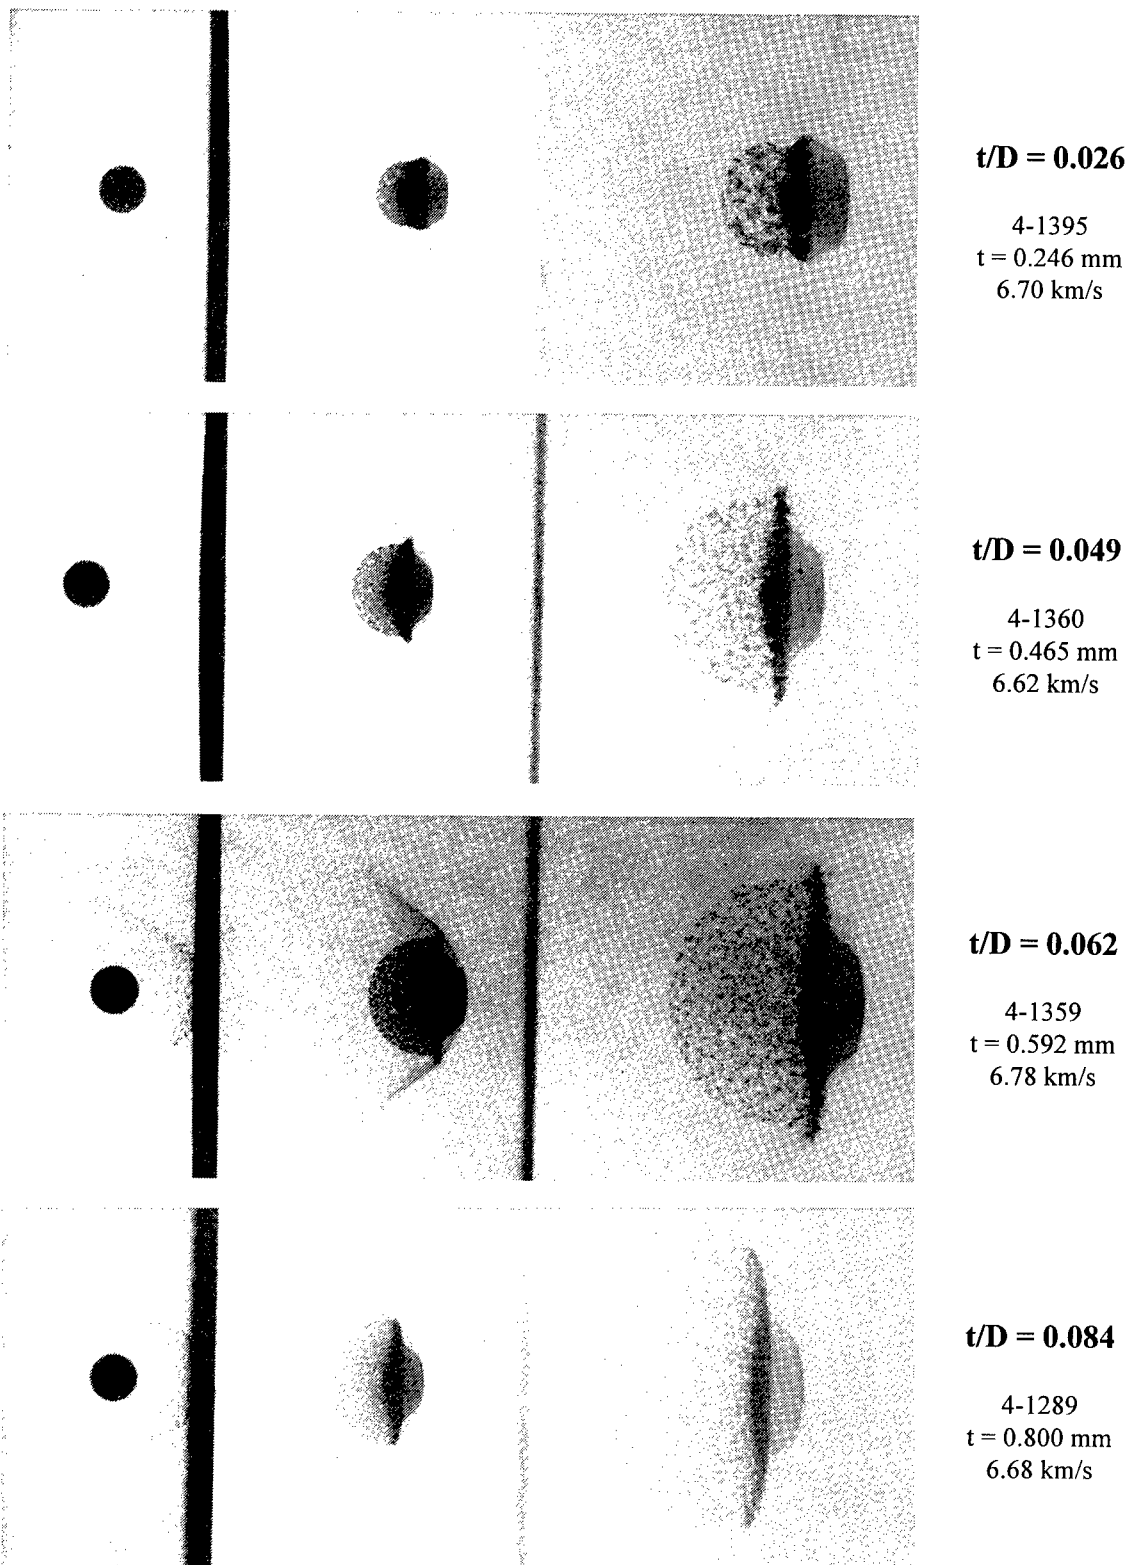 t/D = 0.026
4-1395
t = 0.246 mm
6.70 km/s
t/D = 0.049
4-1360
t = 0.465 mm
6.62 km/s
t/D = 0.062
4-1359
t = 0.592 mm
6.78 km/s
t/D = 0.084
4-1289
t = 0.800 mm
6.68 km/s